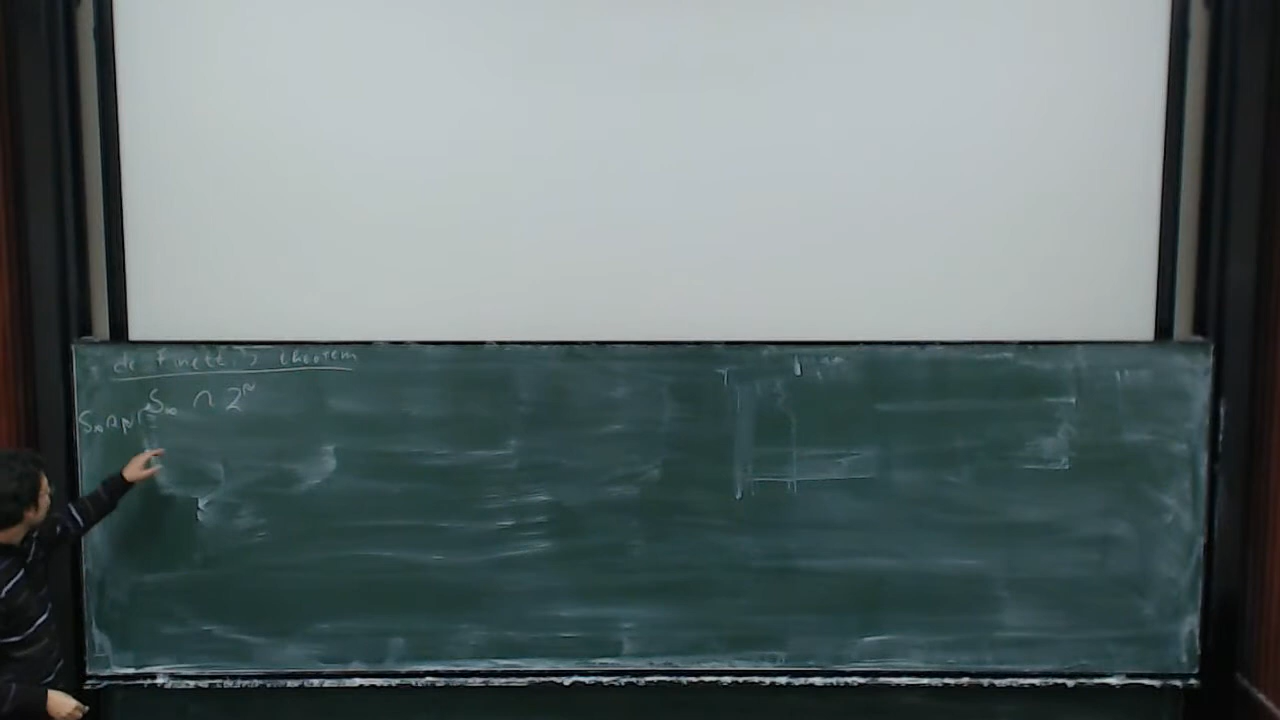 de Finetti's theorem
S∞ ↷ 2^ℕ
S∞ ↷ ℕ